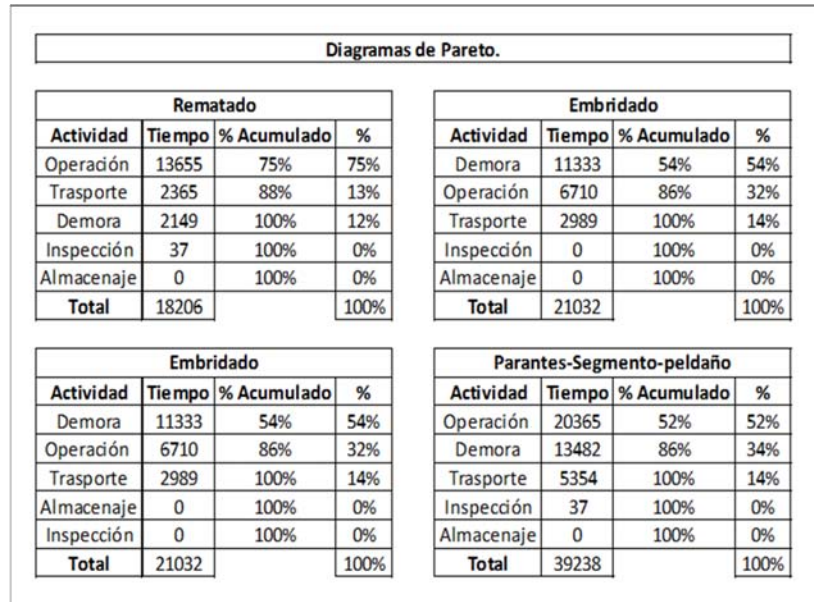 Diagramas de Pareto.
Rematado
Actividad Tiempo % Acumulado %
Operación 13655 75% 75%
Trasporte 2365 88% 13%
Demora 2149 100% 12%
Inspección 37 100% 0%
Almacenaje 0 100% 0%
Total 18206 100%
Embridado
Actividad Tiempo % Acumulado %
Demora 11333 54% 54%
Operación 6710 86% 32%
Trasporte 2989 100% 14%
Inspección 0 100% 0%
Almacenaje 0 100% 0%
Total 21032 100%
Embridado
Actividad Tiempo % Acumulado %
Demora 11333 54% 54%
Operación 6710 86% 32%
Trasporte 2989 100% 14%
Almacenaje 0 100% 0%
Inspección 0 100% 0%
Total 21032 100%
Parantes-Segmento-peldaño
Actividad Tiempo % Acumulado %
Operación 20365 52% 52%
Demora 13482 86% 34%
Trasporte 5354 100% 14%
Inspección 37 100% 0%
Almacenaje 0 100% 0%
Total 39238 100%